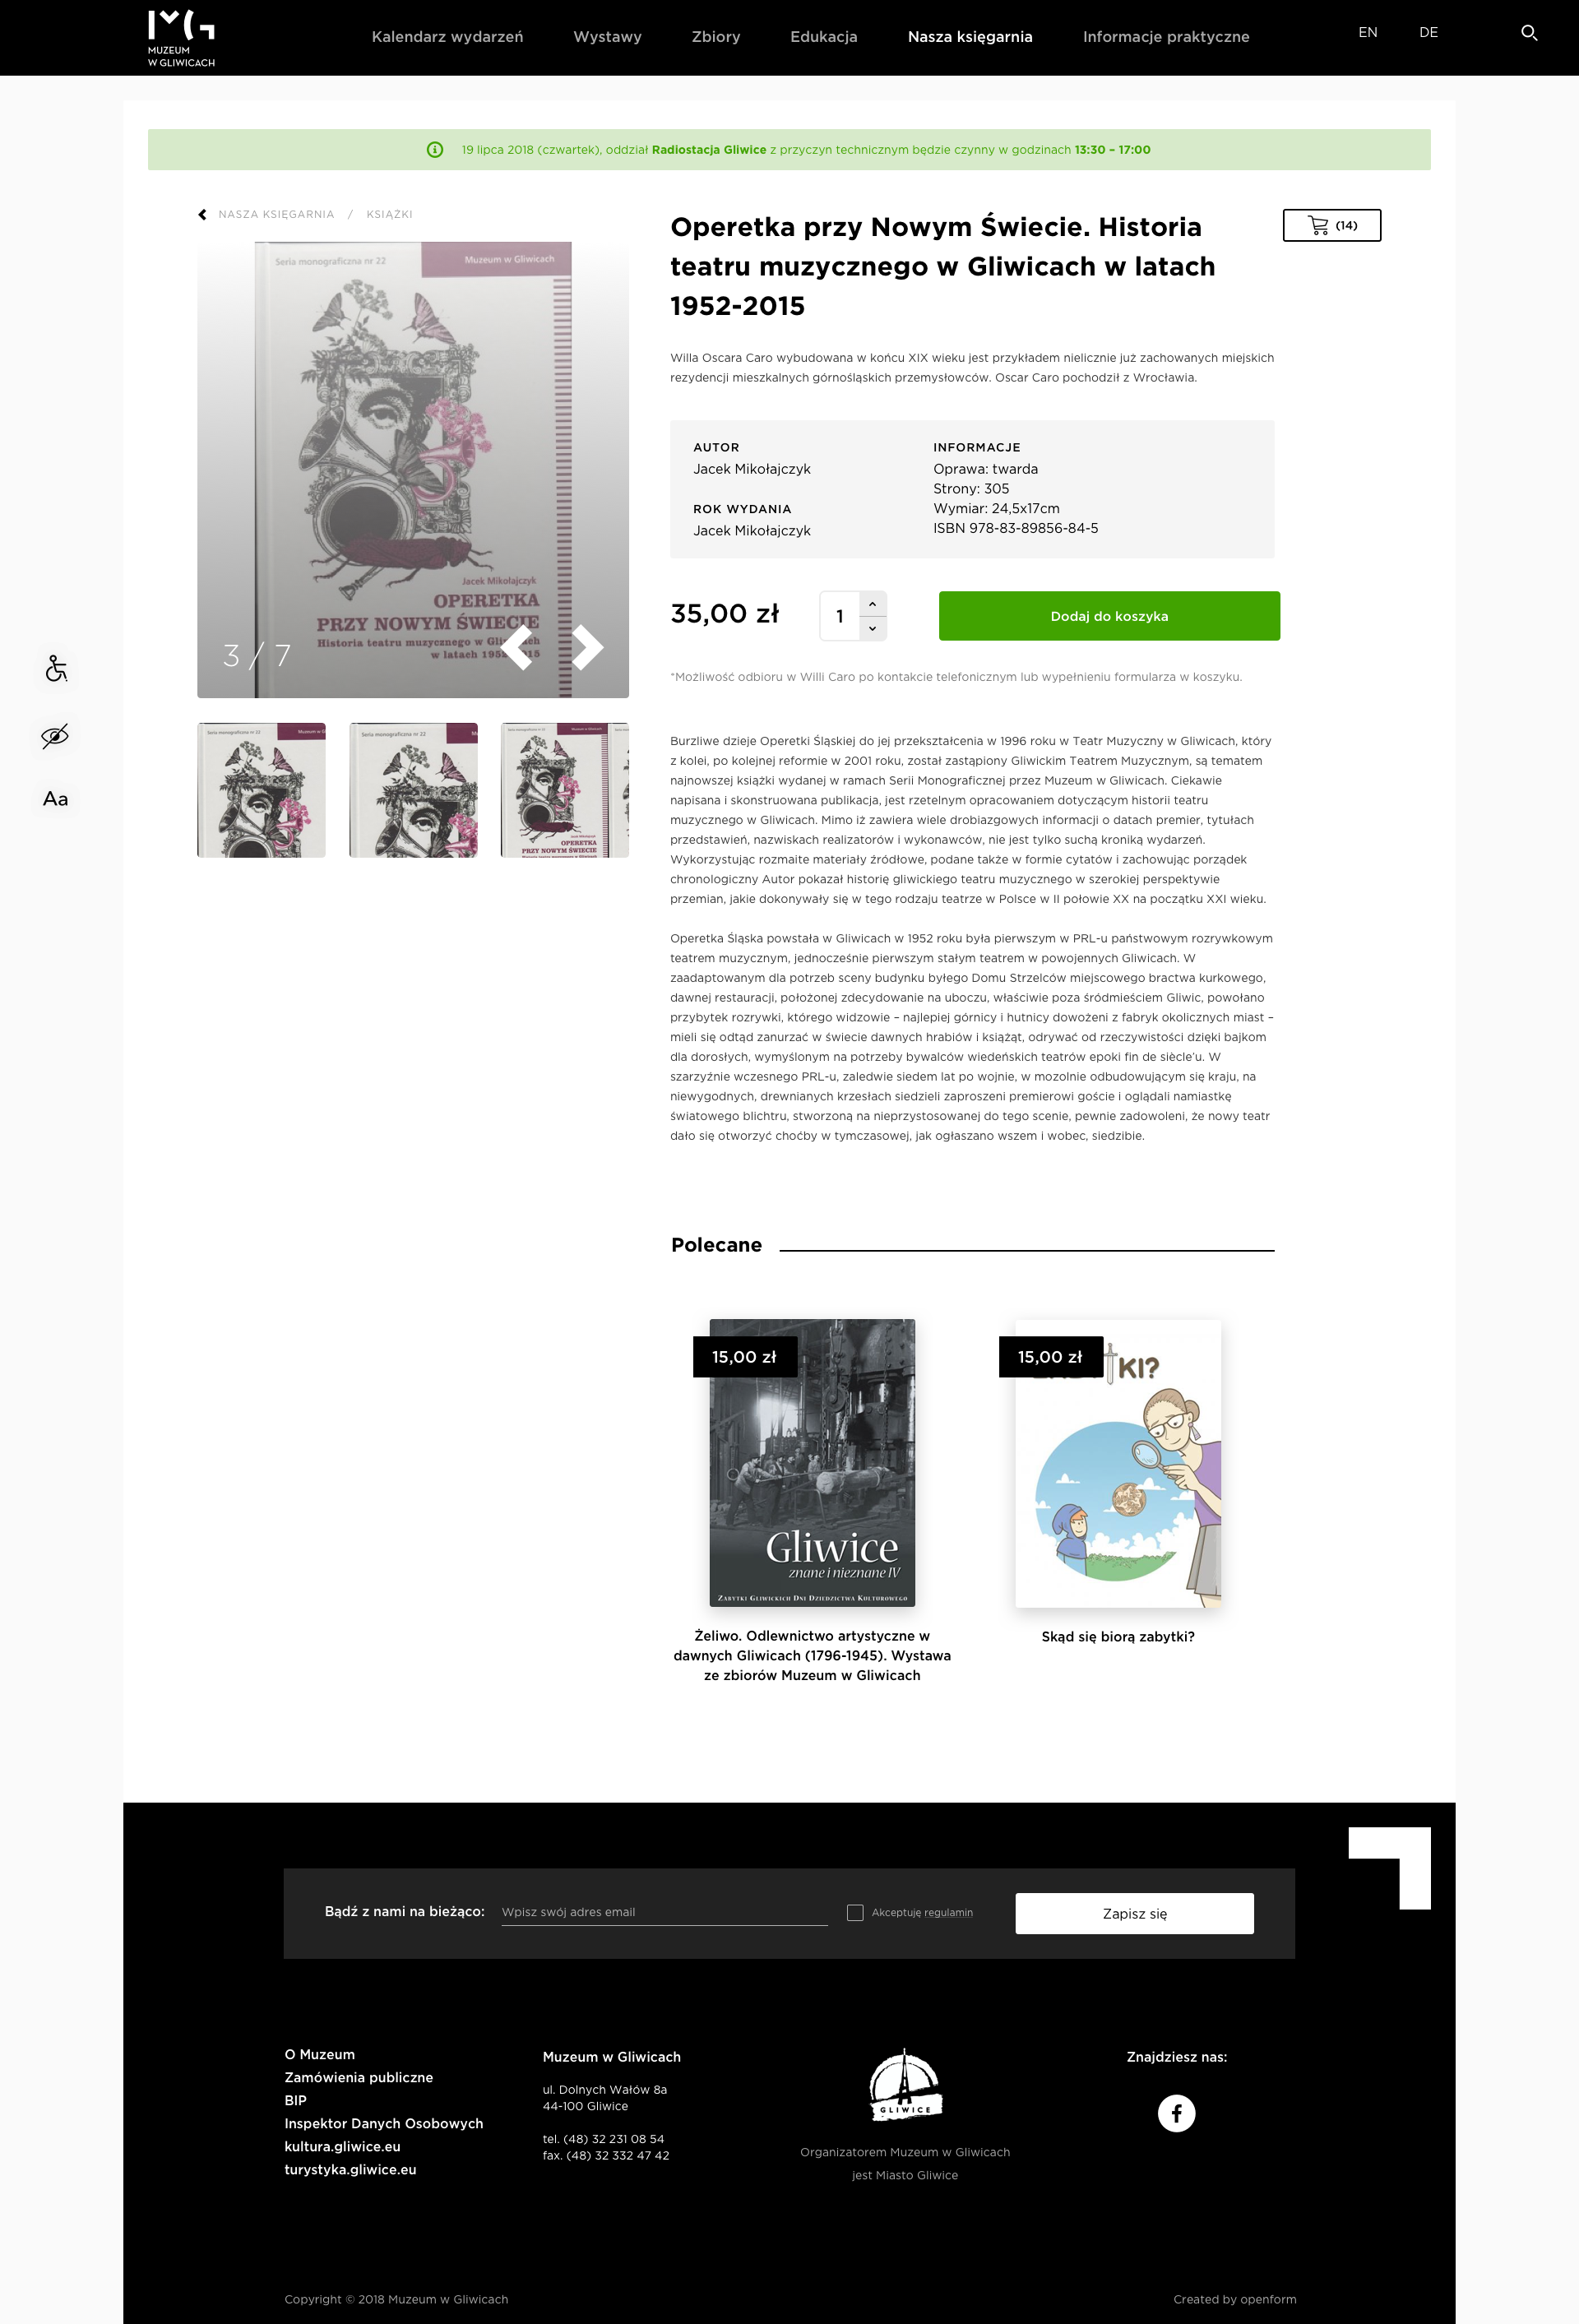 MUZEUM
W GLIWICACH
Kalendarz wydarzeń
Wystawy
Zbiory
Edukacja
Nasza księgarnia
Informacje praktyczne
EN
DE
19 lipca 2018 (czwartek), oddział Radiostacja Gliwice z przyczyn technicznym będzie czynny w godzinach 13:30 – 17:00
NASZA KSIĘGARNIA / KSIĄŻKI
Seria monograficzna nr 22
Muzeum w Gliwicach
Jacek Mikołajczyk
OPERETKA
PRZY NOWYM ŚWIECIE
Historia teatru muzycznego w Gliwicach
w latach 1952-2015
3 / 7
Seria monograficzna nr 22
Seria monograficzna nr 22
OPERETKA
PRZY NOWYM ŚWIECIE
Aa
Operetka przy Nowym Świecie. Historia
teatru muzycznego w Gliwicach w latach
1952-2015
(14)
Willa Oscara Caro wybudowana w końcu XIX wieku jest przykładem nielicznie już zachowanych miejskich
rezydencji mieszkalnych górnośląskich przemysłowców. Oscar Caro pochodził z Wrocławia.
AUTOR
Jacek Mikołajczyk
ROK WYDANIA
Jacek Mikołajczyk
INFORMACJE
Oprawa: twarda
Strony: 305
Wymiar: 24,5x17cm
ISBN 978-83-89856-84-5
35,00 zł
1
Dodaj do koszyka
*Możliwość odbioru w Willi Caro po kontakcie telefonicznym lub wypełnieniu formularza w koszyku.
Burzliwe dzieje Operetki Śląskiej do jej przekształcenia w 1996 roku w Teatr Muzyczny w Gliwicach, który
z kolei, po kolejnej reformie w 2001 roku, został zastąpiony Gliwickim Teatrem Muzycznym, są tematem
najnowszej książki wydanej w ramach Serii Monograficznej przez Muzeum w Gliwicach. Ciekawie
napisana i skonstruowana publikacja, jest rzetelnym opracowaniem dotyczącym historii teatru
muzycznego w Gliwicach. Mimo iż zawiera wiele drobiazgowych informacji o datach premier, tytułach
przedstawień, nazwiskach realizatorów i wykonawców, nie jest tylko suchą kroniką wydarzeń.
Wykorzystując rozmaite materiały źródłowe, podane także w formie cytatów i zachowując porządek
chronologiczny Autor pokazał historię gliwickiego teatru muzycznego w szerokiej perspektywie
przemian, jakie dokonywały się w tego rodzaju teatrze w Polsce w II połowie XX na początku XXI wieku.
Operetka Śląska powstała w Gliwicach w 1952 roku była pierwszym w PRL-u państwowym rozrywkowym
teatrem muzycznym, jednocześnie pierwszym stałym teatrem w powojennych Gliwicach. W
zaadaptowanym dla potrzeb sceny budynku byłego Domu Strzelców miejscowego bractwa kurkowego,
dawnej restauracji, położonej zdecydowanie na uboczu, właściwie poza śródmieściem Gliwic, powołano
przybytek rozrywki, którego widzowie – najlepiej górnicy i hutnicy dowożeni z fabryk okolicznych miast –
mieli się odtąd zanurzać w świecie dawnych hrabiów i książąt, odrywać od rzeczywistości dzięki bajkom
dla dorosłych, wymyślonym na potrzeby bywalców wiedeńskich teatrów epoki fin de siècle’u. W
szarzyźnie wczesnego PRL-u, zaledwie siedem lat po wojnie, w mozolnie odbudowującym się kraju, na
niewygodnych, drewnianych krzesłach siedzieli zaproszeni premierowi goście i oglądali namiastkę
światowego blichtru, stworzoną na nieprzystosowanej do tego scenie, pewnie zadowoleni, że nowy teatr
dało się otworzyć choćby w tymczasowej, jak ogłaszano wszem i wobec, siedzibie.
Polecane
15,00 zł
Gliwice
znane i nieznane IV
ZABYTKI GLIWICKICH DNI DZIEDZICTWA KULTUROWEGO
Żeliwo. Odlewnictwo artystyczne w
dawnych Gliwicach (1796-1945). Wystawa
ze zbiorów Muzeum w Gliwicach
15,00 zł
KI?
Skąd się biorą zabytki?
Bądź z nami na bieżąco:
Wpisz swój adres email
Akceptuję regulamin
Zapisz się
O Muzeum
Zamówienia publiczne
BIP
Inspektor Danych Osobowych
kultura.gliwice.eu
turystyka.gliwice.eu
Muzeum w Gliwicach
ul. Dolnych Wałów 8a
44-100 Gliwice
tel. (48) 32 231 08 54
fax. (48) 32 332 47 42
GLIWICE
Organizatorem Muzeum w Gliwicach
jest Miasto Gliwice
Znajdziesz nas:
Copyright © 2018 Muzeum w Gliwicach
Created by openform